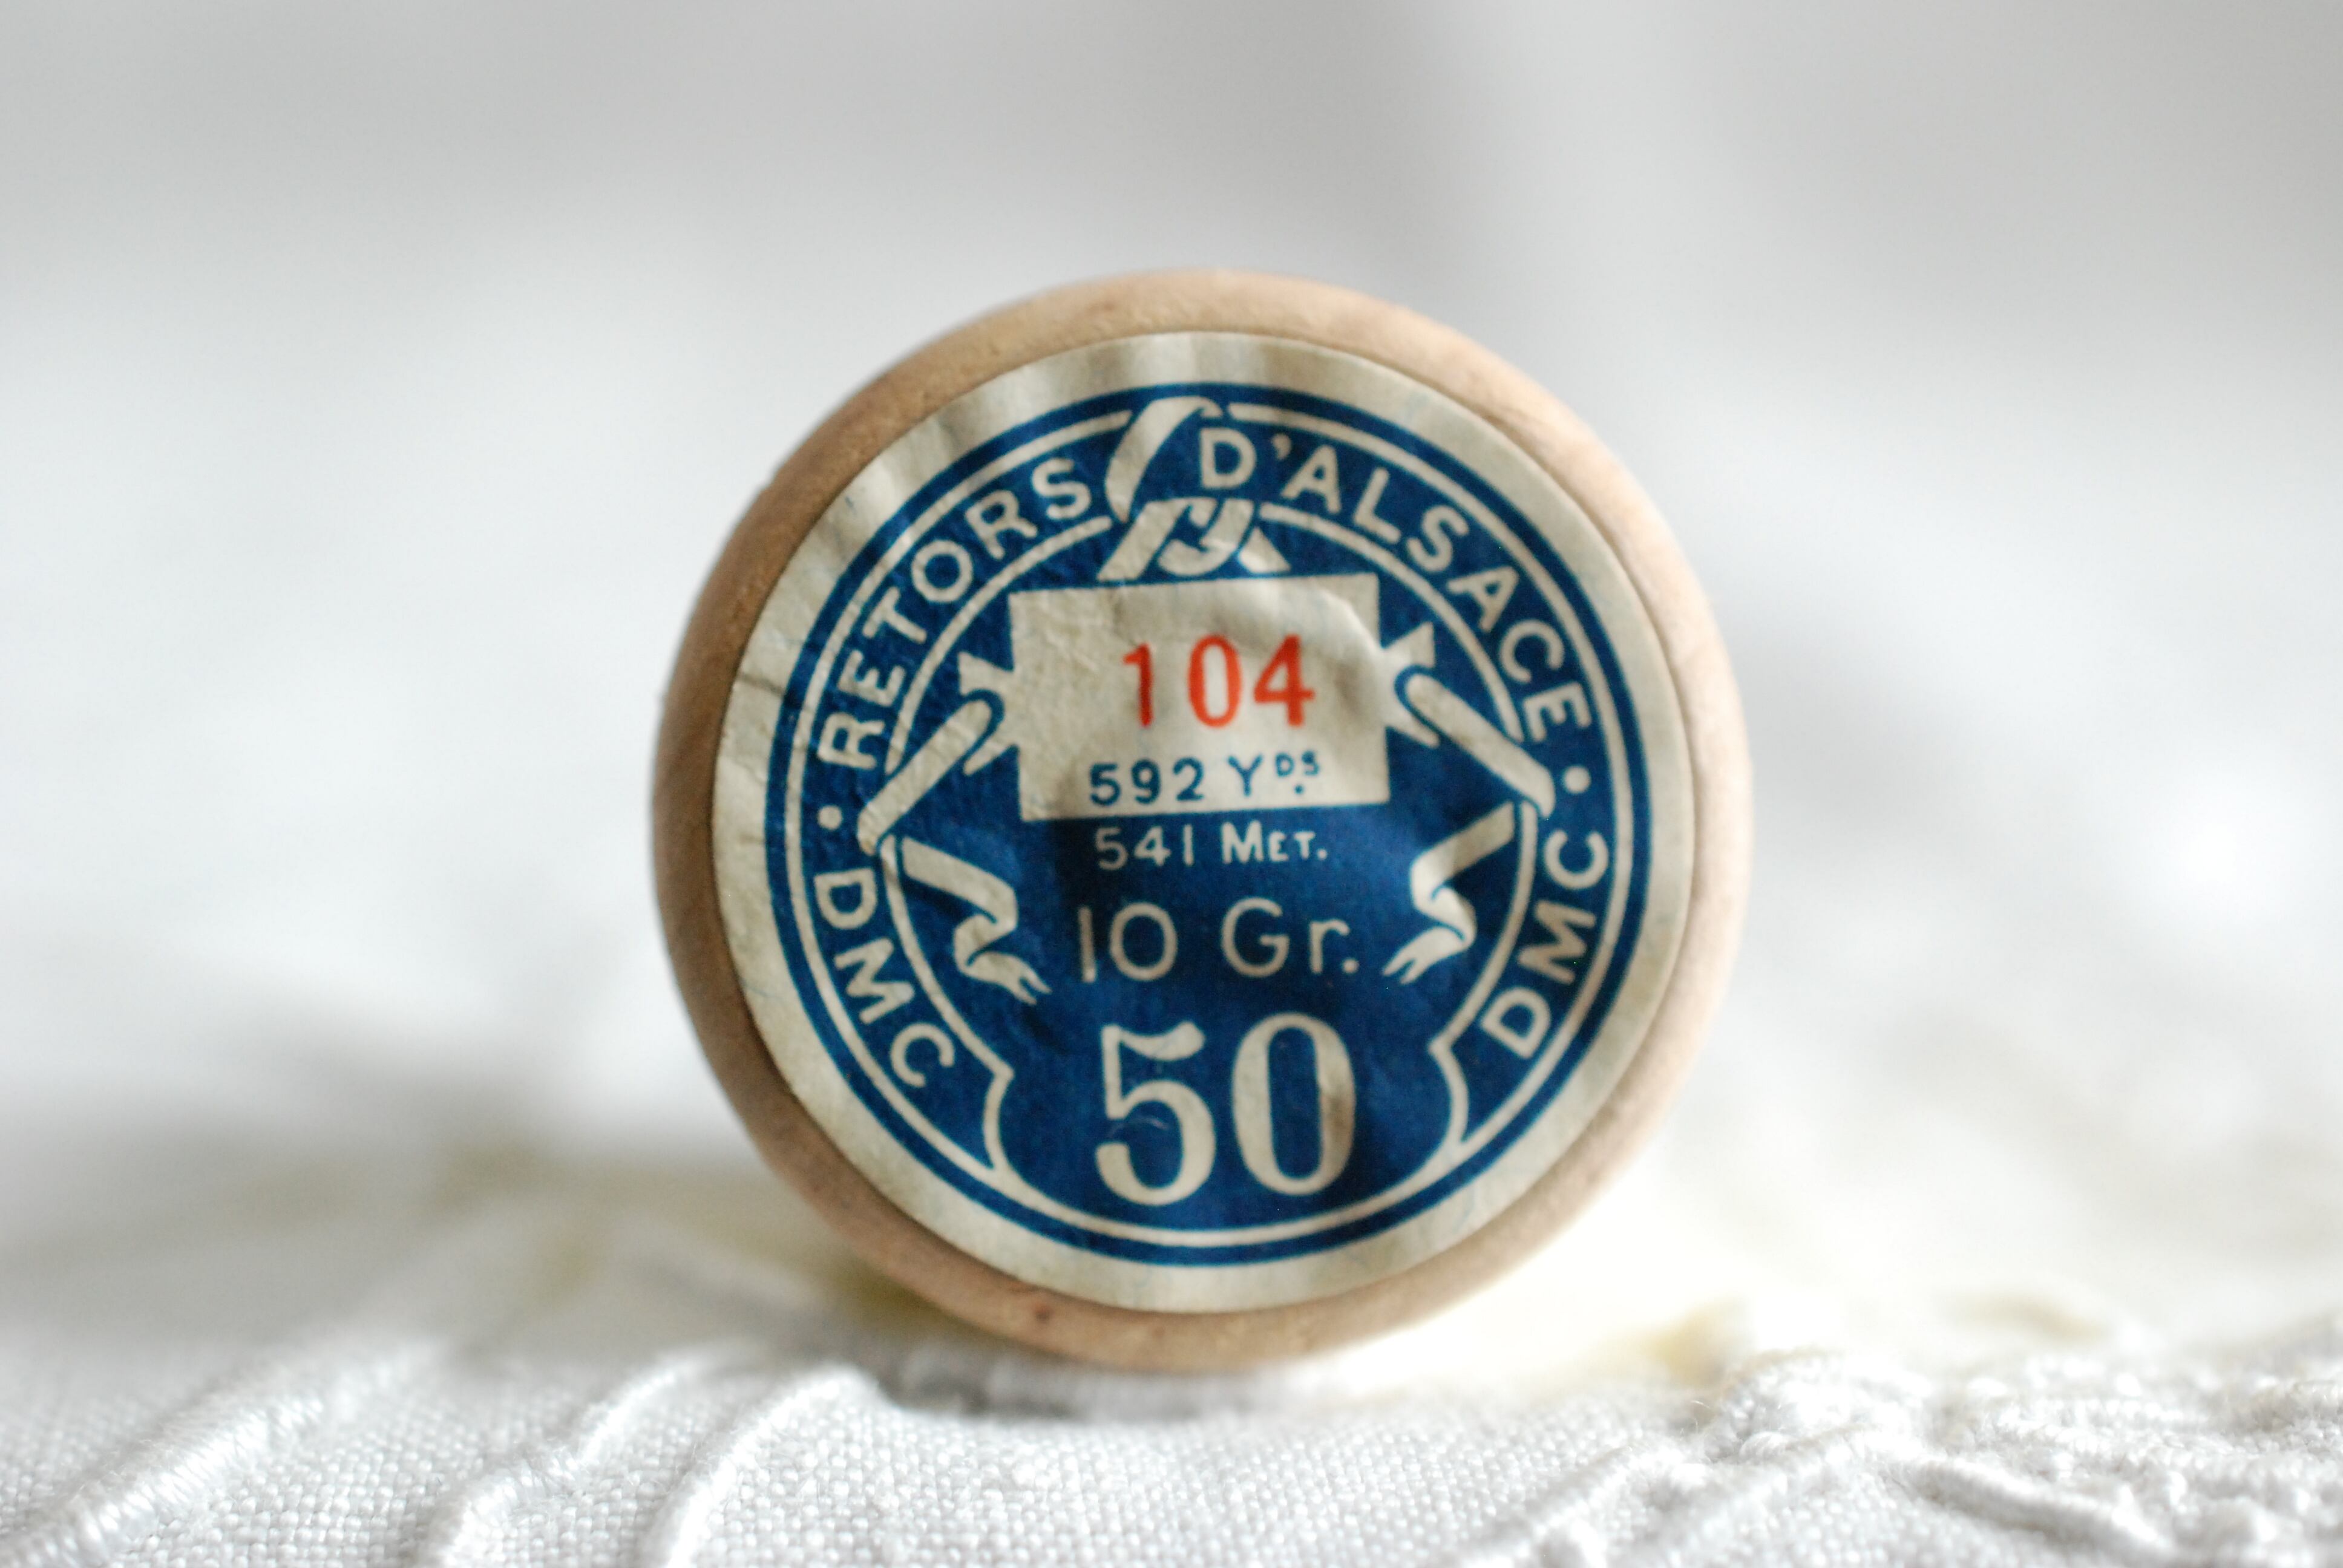 DMC · RETORS D'ALSACE · DMC
104
592 Yds.
541 MET.
10 Gr.
50